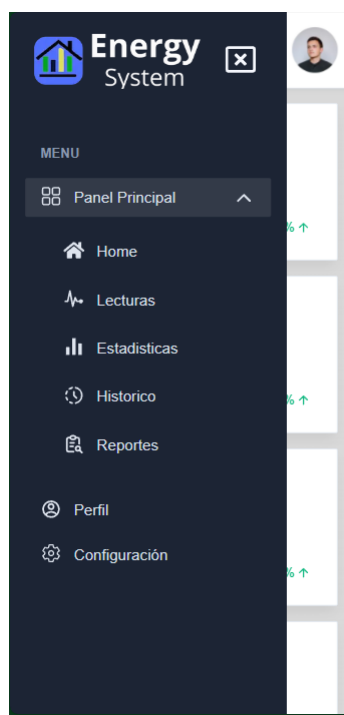 Energy
System
MENU
Panel Principal
% ↑
Home
Lecturas
Estadisticas
Historico
% ↑
Reportes
Perfil
Configuración
% ↑